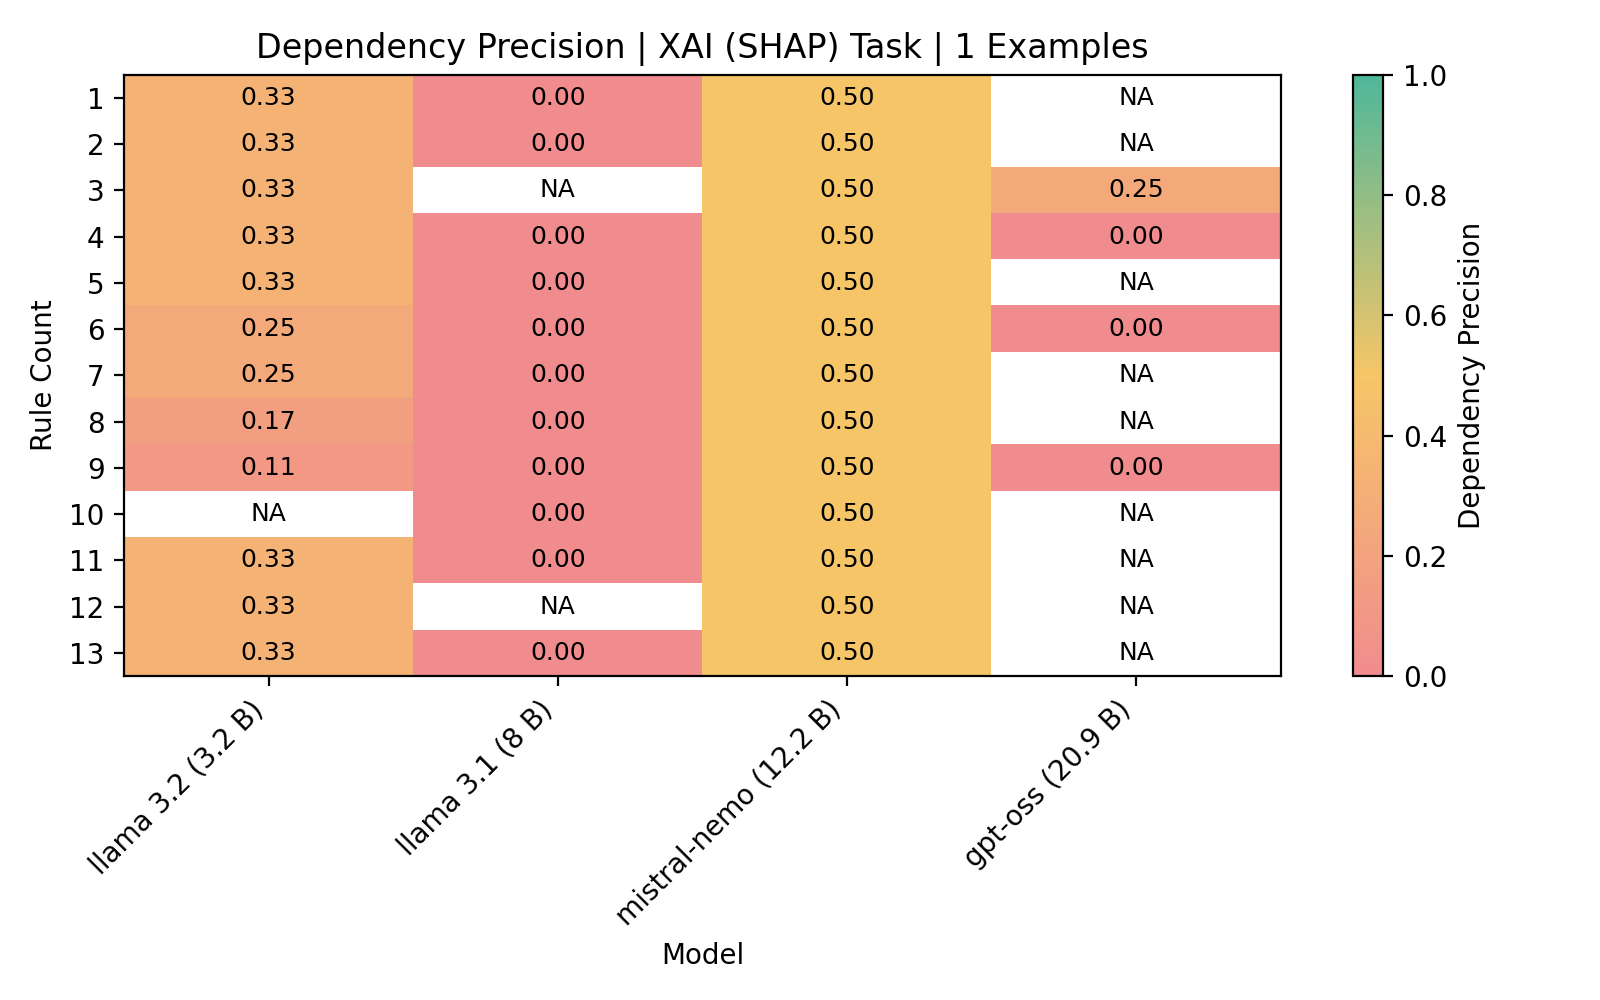 Dependency Precision | XAI (SHAP) Task | 1 Examples
Rule Count
1 0.33 0.00 0.50 NA
2 0.33 0.00 0.50 NA
3 0.33 NA 0.50 0.25
4 0.33 0.00 0.50 0.00
5 0.33 0.00 0.50 NA
6 0.25 0.00 0.50 0.00
7 0.25 0.00 0.50 NA
8 0.17 0.00 0.50 NA
9 0.11 0.00 0.50 0.00
10 NA 0.00 0.50 NA
11 0.33 0.00 0.50 NA
12 0.33 NA 0.50 NA
13 0.33 0.00 0.50 NA
llama 3.2 (3.2 B)
llama 3.1 (8 B)
mistral-nemo (12.2 B)
gpt-oss (20.9 B)
Model
1.0
0.8
0.6
0.4
0.2
0.0
Dependency Precision